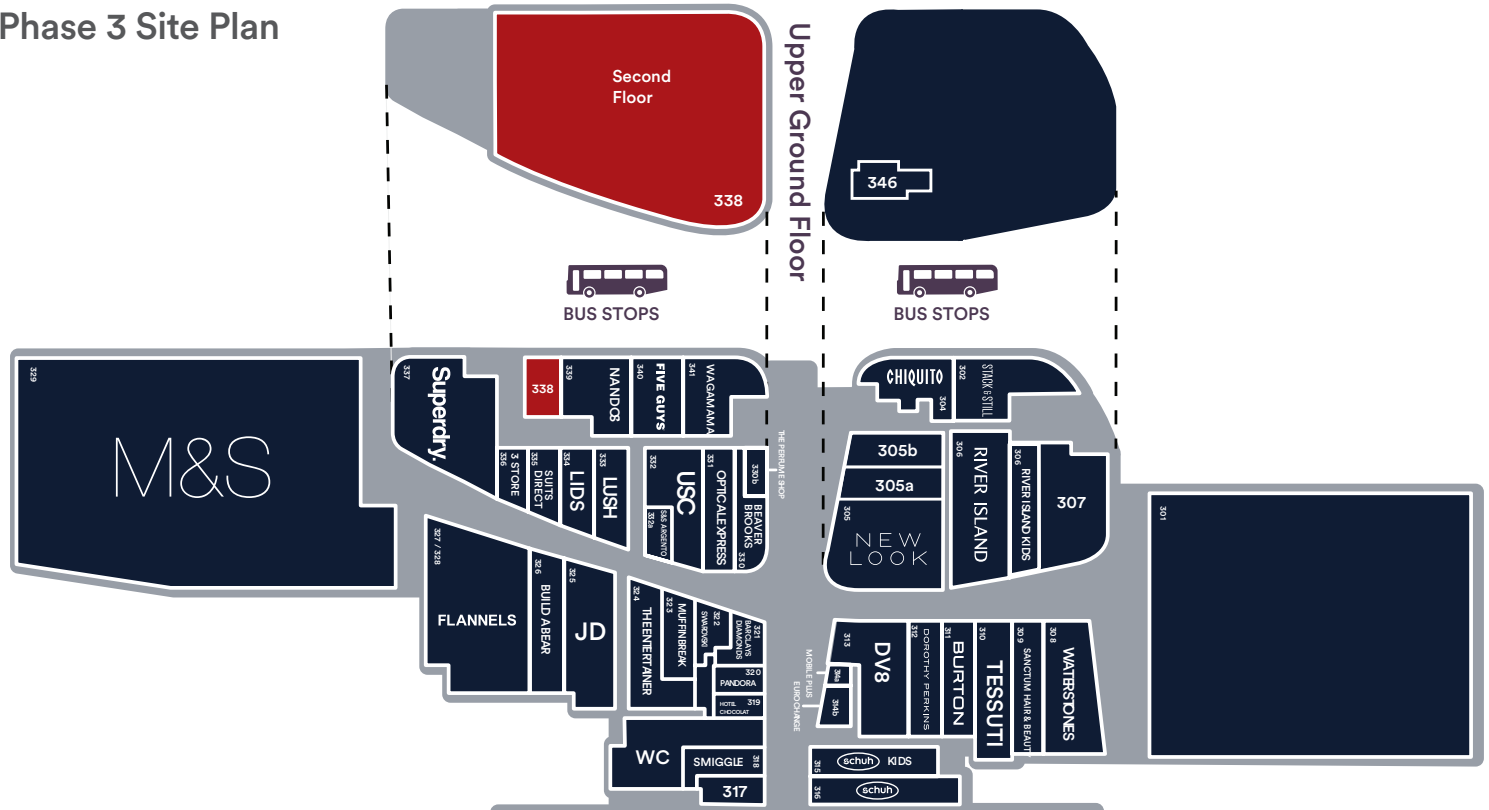 Phase 3 Site Plan
Second
Floor
338
Upper Ground Floor
346
BUS STOPS
BUS STOPS
329
M&S
337
Superdry.
338
339
NANDOS
340
FIVE GUYS
341
WAGAMAMA
CHIQUITO
304
302
STACK & STILL
336
3 STORE
335
SUITS
DIRECT
334
LIDS
333
LUSH
332
USC
332a
S&S ARGENTO
331
OPTICAL EXPRESS
330b
BEAVER
BROOKS
330
THE PERFUME SHOP
305b
305a
305
NEW
LOOK
306
RIVER ISLAND
306
RIVER ISLAND KIDS
307
301
327 / 328
FLANNELS
326
BUILD A BEAR
325
JD
324
THE ENTERTAINER
323
MUFFIN BREAK
322
SWAROVSKI
321
BARCLAYS
DIAMONDS
320
PANDORA
319
HOTEL
CHOCOLAT
WC
SMIGGLE
318
317
MOBILE PLUS
EUROCHANGE
313
DV8
314a
314b
312
DOROTHY PERKINS
311
BURTON
310
TESSUTI
309
SANCTUM HAIR & BEAUTY
308
WATERSTONES
315
schuh KIDS
316
schuh